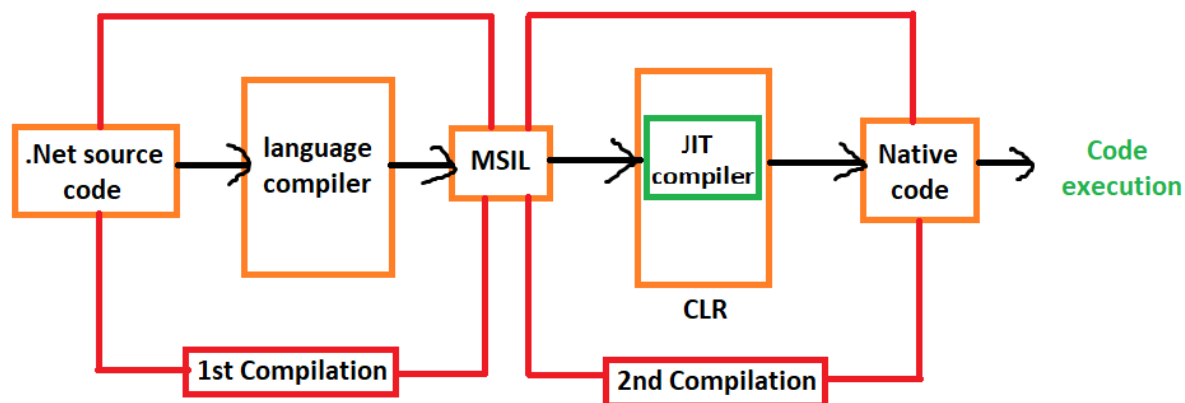 .Net source
code
language
compiler
MSIL
JIT
compiler
CLR
Native
code
Code
execution
1st Compilation
2nd Compilation